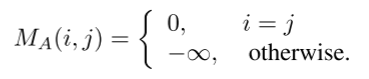 M_A(i, j) = { 0, i = j
−∞, otherwise.